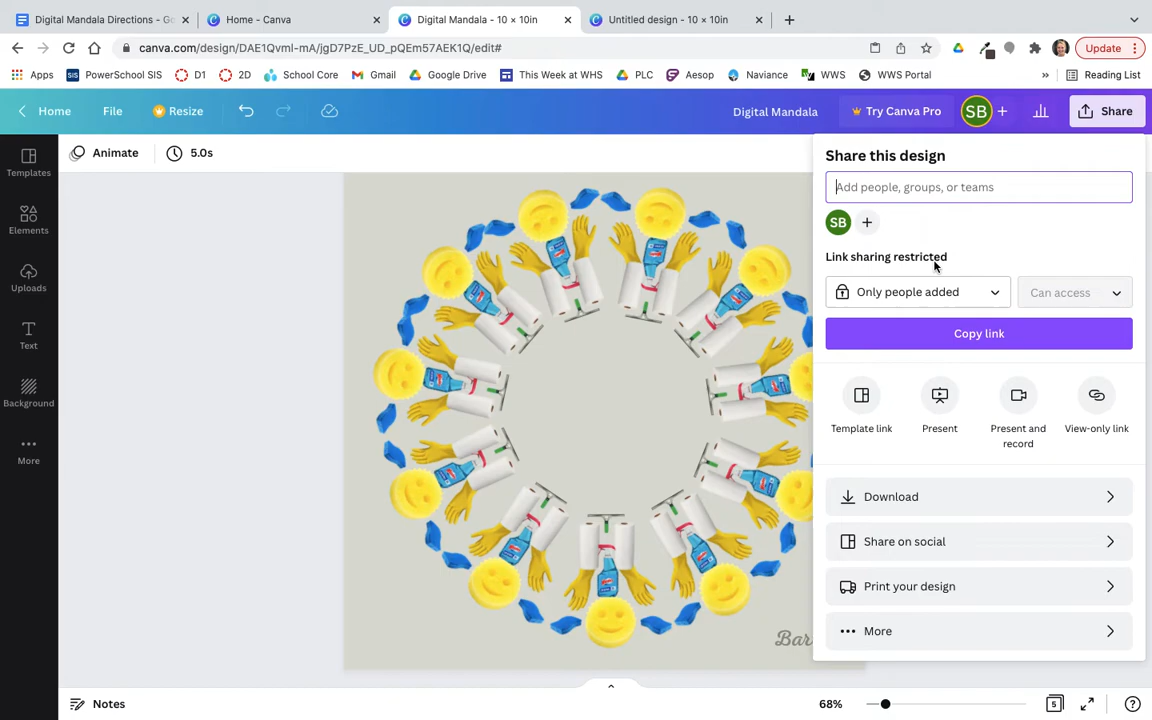 Digital Mandala Directions - Go
Home - Canva
Digital Mandala - 10 × 10in
Untitled design - 10 × 10in
canva.com/design/DAE1Qvml-mA/jgD7PzE_UD_pQEm57AEK1Q/edit#
Update
Apps
SIS PowerSchool SIS
D1
2D
School Core
Gmail
Google Drive
This Week at WHS
PLC
Aesop
Naviance
WWS
WWS Portal
»
Reading List
Home
File
Resize
Digital Mandala
Try Canva Pro
SB
+
Share
Templates
Elements
Uploads
Text
Background
More
Animate
5.0s
Share this design
Add people, groups, or teams
SB
+
Link sharing restricted
Only people added
Can access
Copy link
Template link
Present
Present and
record
View-only link
Download
Share on social
Print your design
More
Bar
Notes
68%
5
?